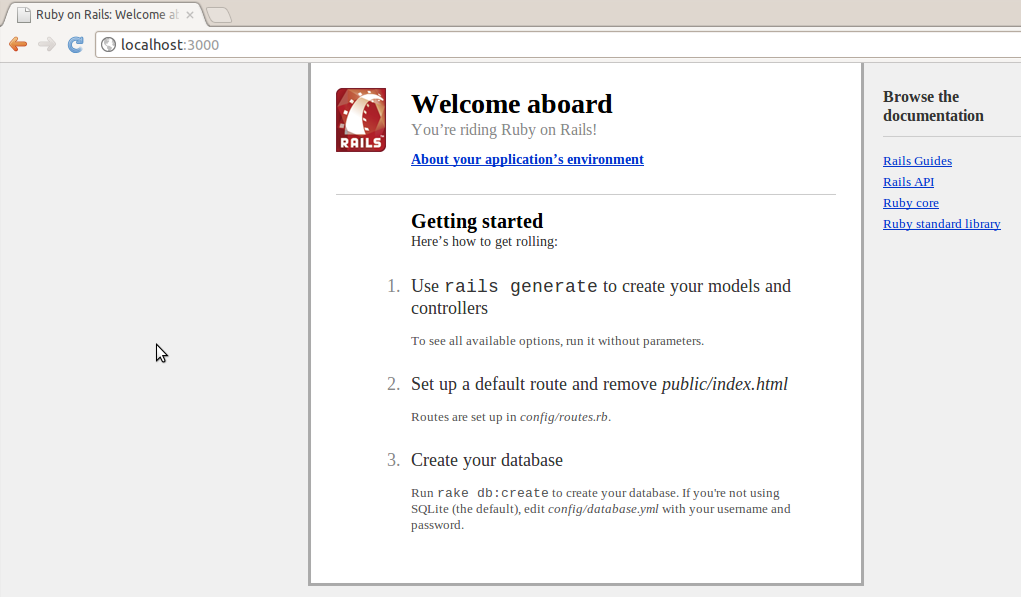 Ruby on Rails: Welcome ab
localhost:3000
RAILS
Welcome aboard
You’re riding Ruby on Rails!
About your application’s environment
Getting started
Here’s how to get rolling:
1. Use rails generate to create your models and
controllers
To see all available options, run it without parameters.
2. Set up a default route and remove public/index.html
Routes are set up in config/routes.rb.
3. Create your database
Run rake db:create to create your database. If you're not using
SQLite (the default), edit config/database.yml with your username and
password.
Browse the
documentation
Rails Guides
Rails API
Ruby core
Ruby standard library